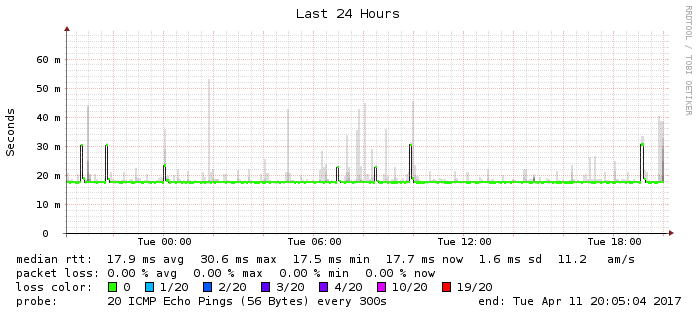 Last 24 Hours
RRDTOOL / TOBI OETIKER
Seconds
60 m
50 m
40 m
30 m
20 m
10 m
0
Tue 00:00 Tue 06:00 Tue 12:00 Tue 18:00
median rtt: 17.9 ms avg 30.6 ms max 17.5 ms min 17.7 ms now 1.6 ms sd 11.2 am/s
packet loss: 0.00 % avg 0.00 % max 0.00 % min 0.00 % now
loss color: 0 1/20 2/20 3/20 4/20 10/20 19/20
probe: 20 ICMP Echo Pings (56 Bytes) every 300s end: Tue Apr 11 20:05:04 2017